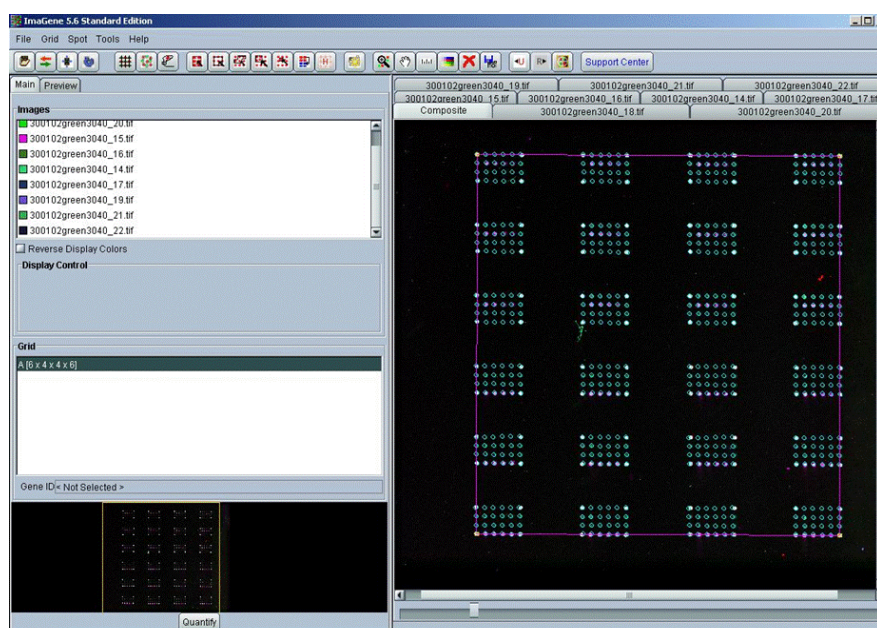 ImaGene 5.6 Standard Edition
File Grid Spot Tools Help
Support Center
Main Preview
Images
300102green3040_20.tif
300102green3040_15.tif
300102green3040_16.tif
300102green3040_14.tif
300102green3040_17.tif
300102green3040_19.tif
300102green3040_21.tif
300102green3040_22.tif
Reverse Display Colors
Display Control
Grid
A [6 x 4 x 4 x 6]
Gene ID < Not Selected >
Quantify
300102green3040_19.tif 300102green3040_21.tif 300102green3040_22.tif
300102green3040_15.tif 300102green3040_16.tif 300102green3040_14.tif 300102green3040_17.tif
Composite 300102green3040_18.tif 300102green3040_20.tif